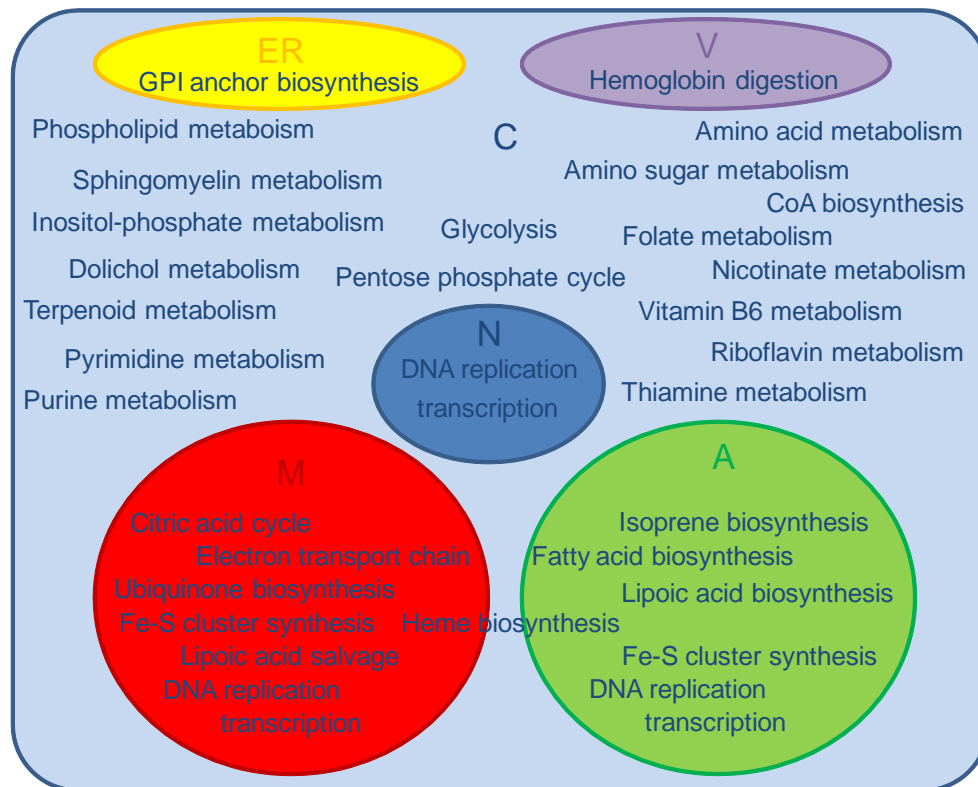 ER
GPI anchor biosynthesis
V
Hemoglobin digestion
C
Phospholipid metaboism
Sphingomyelin metabolism
Inositol-phosphate metabolism
Dolichol metabolism
Terpenoid metabolism
Pyrimidine metabolism
Purine metabolism
Glycolysis
Pentose phosphate cycle
Amino acid metabolism
Amino sugar metabolism
CoA biosynthesis
Folate metabolism
Nicotinate metabolism
Vitamin B6 metabolism
Riboflavin metabolism
Thiamine metabolism
N
DNA replication
transcription
M
Citric acid cycle
Electron transport chain
Ubiquinone biosynthesis
Fe-S cluster synthesis
Heme biosynthesis
Lipoic acid salvage
DNA replication
transcription
A
Isoprene biosynthesis
Fatty acid biosynthesis
Lipoic acid biosynthesis
Fe-S cluster synthesis
DNA replication
transcription